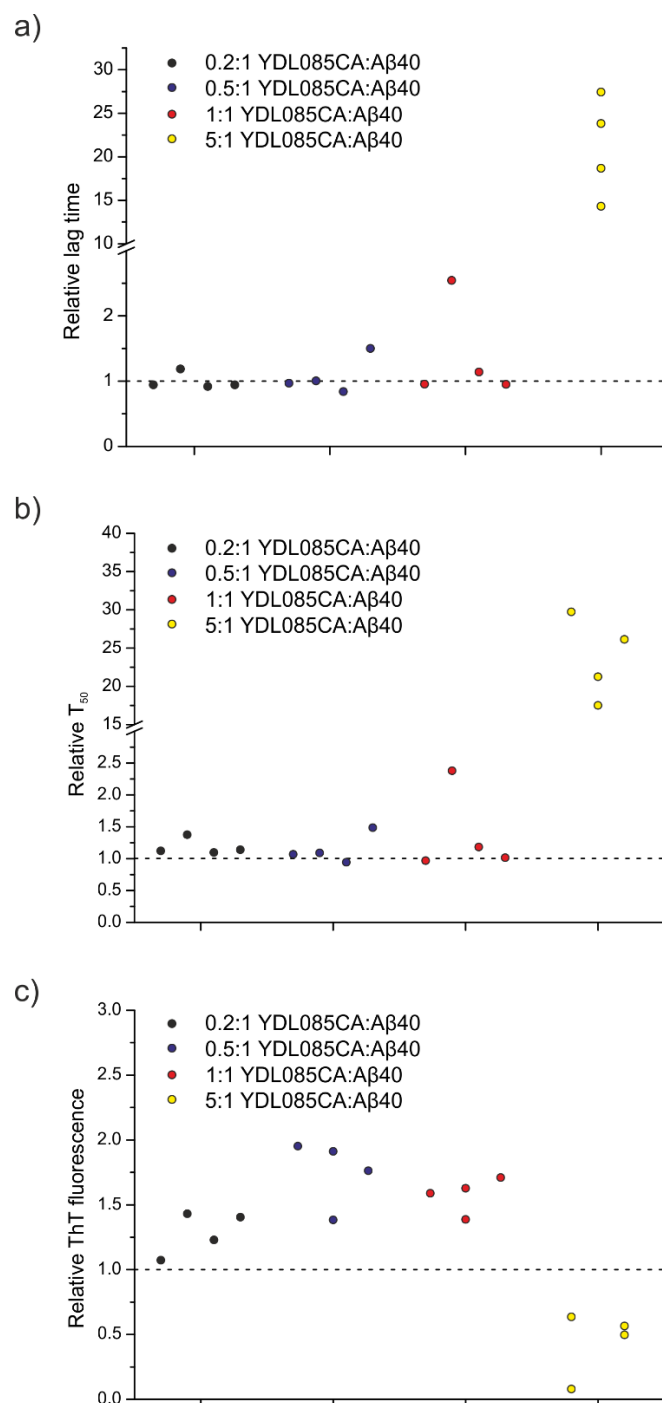 a)
0.2:1 YDL085CA:Aβ40
0.5:1 YDL085CA:Aβ40
1:1 YDL085CA:Aβ40
5:1 YDL085CA:Aβ40
Relative lag time
30
25
20
15
10
2
1
0
b)
0.2:1 YDL085CA:Aβ40
0.5:1 YDL085CA:Aβ40
1:1 YDL085CA:Aβ40
5:1 YDL085CA:Aβ40
Relative T50
40
35
30
25
20
15
2.5
2.0
1.5
1.0
0.5
0.0
c)
0.2:1 YDL085CA:Aβ40
0.5:1 YDL085CA:Aβ40
1:1 YDL085CA:Aβ40
5:1 YDL085CA:Aβ40
Relative ThT fluorescence
3.0
2.5
2.0
1.5
1.0
0.5
0.0